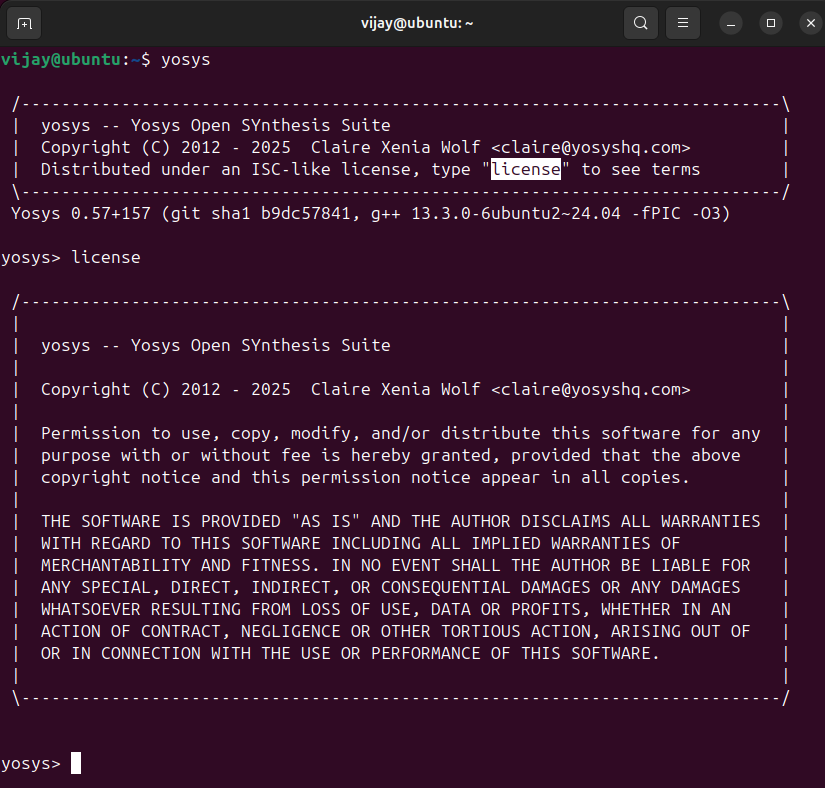 vijay@ubuntu: ~
vijay@ubuntu:~$ yosys
/----------------------------------------------------------------------------\
|  yosys -- Yosys Open SYnthesis Suite                                       |
|  Copyright (C) 2012 - 2025  Claire Xenia Wolf <claire@yosyshq.com>         |
|  Distributed under an ISC-like license, type "license" to see terms        |
\----------------------------------------------------------------------------/
Yosys 0.57+157 (git sha1 b9dc57841, g++ 13.3.0-6ubuntu2~24.04 -fPIC -O3)
yosys> license
/----------------------------------------------------------------------------\
|                                                                            |
|  yosys -- Yosys Open SYnthesis Suite                                       |
|                                                                            |
|  Copyright (C) 2012 - 2025  Claire Xenia Wolf <claire@yosyshq.com>         |
|                                                                            |
|  Permission to use, copy, modify, and/or distribute this software for any  |
|  purpose with or without fee is hereby granted, provided that the above    |
|  copyright notice and this permission notice appear in all copies.         |
|                                                                            |
|  THE SOFTWARE IS PROVIDED "AS IS" AND THE AUTHOR DISCLAIMS ALL WARRANTIES  |
|  WITH REGARD TO THIS SOFTWARE INCLUDING ALL IMPLIED WARRANTIES OF          |
|  MERCHANTABILITY AND FITNESS. IN NO EVENT SHALL THE AUTHOR BE LIABLE FOR   |
|  ANY SPECIAL, DIRECT, INDIRECT, OR CONSEQUENTIAL DAMAGES OR ANY DAMAGES    |
|  WHATSOEVER RESULTING FROM LOSS OF USE, DATA OR PROFITS, WHETHER IN AN     |
|  ACTION OF CONTRACT, NEGLIGENCE OR OTHER TORTIOUS ACTION, ARISING OUT OF   |
|  OR IN CONNECTION WITH THE USE OR PERFORMANCE OF THIS SOFTWARE.            |
|                                                                            |
\----------------------------------------------------------------------------/
yosys>